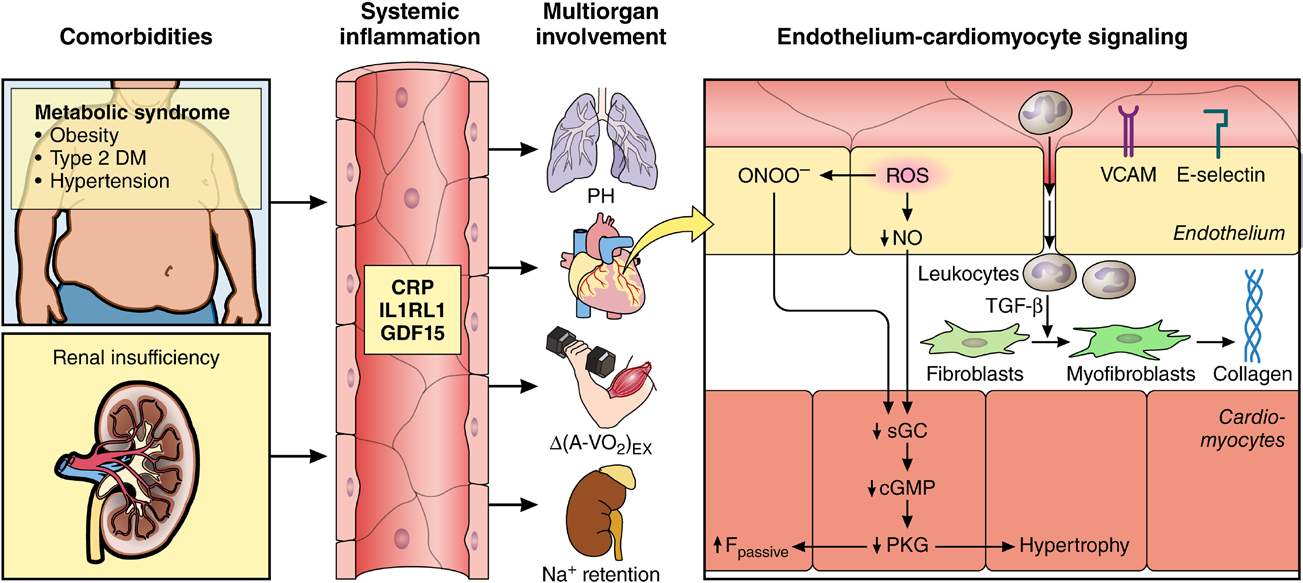 Comorbidities
Systemic
inflammation
Multiorgan
involvement
Endothelium-cardiomyocyte signaling
Metabolic syndrome
• Obesity
• Type 2 DM
• Hypertension
Renal insufficiency
CRP
IL1RL1
GDF15
PH
Δ(A-VO₂)EX
Na⁺ retention
ONOO⁻
ROS
↓NO
VCAM
E-selectin
Endothelium
Leukocytes
TGF-β
Fibroblasts
Myofibroblasts
Collagen
Cardio-
myocytes
↓sGC
↓cGMP
↑Fpassive
↓PKG
Hypertrophy